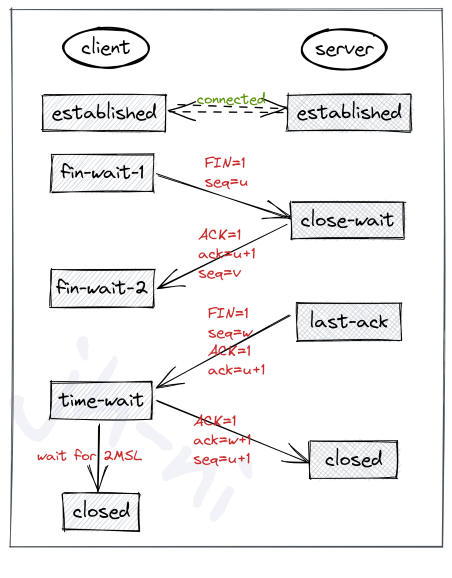 client
server
connected
established
established
fin-wait-1
FIN=1
seq=u
close-wait
ACK=1
ack=u+1
seq=v
fin-wait-2
FIN=1
seq=w
ACK=1
ack=u+1
last-ack
time-wait
ACK=1
ack=w+1
seq=u+1
closed
wait for 2MSL
closed